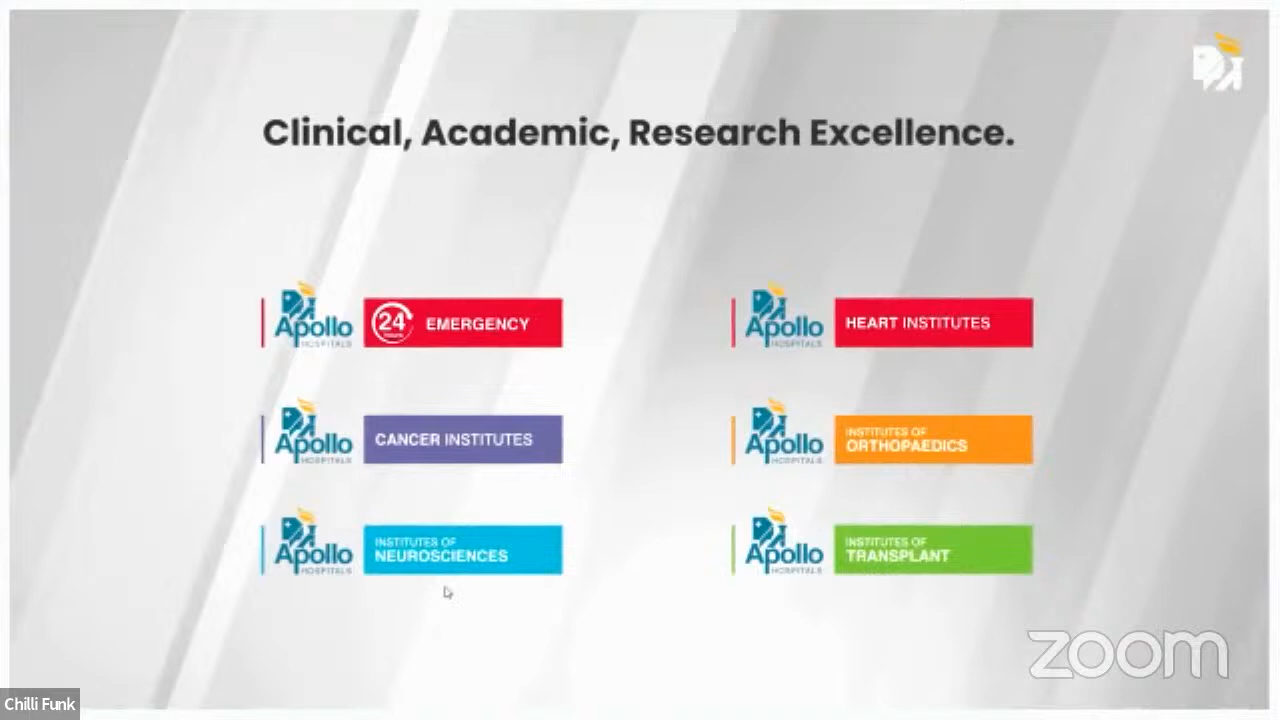 Clinical, Academic, Research Excellence.
Apollo
HOSPITALS
24
EMERGENCY
Apollo
HOSPITALS
HEART INSTITUTES
Apollo
HOSPITALS
CANCER INSTITUTES
Apollo
HOSPITALS
INSTITUTES OF
ORTHOPAEDICS
Apollo
HOSPITALS
INSTITUTES OF
NEUROSCIENCES
Apollo
HOSPITALS
INSTITUTES OF
TRANSPLANT
zoom
Chilli Funk